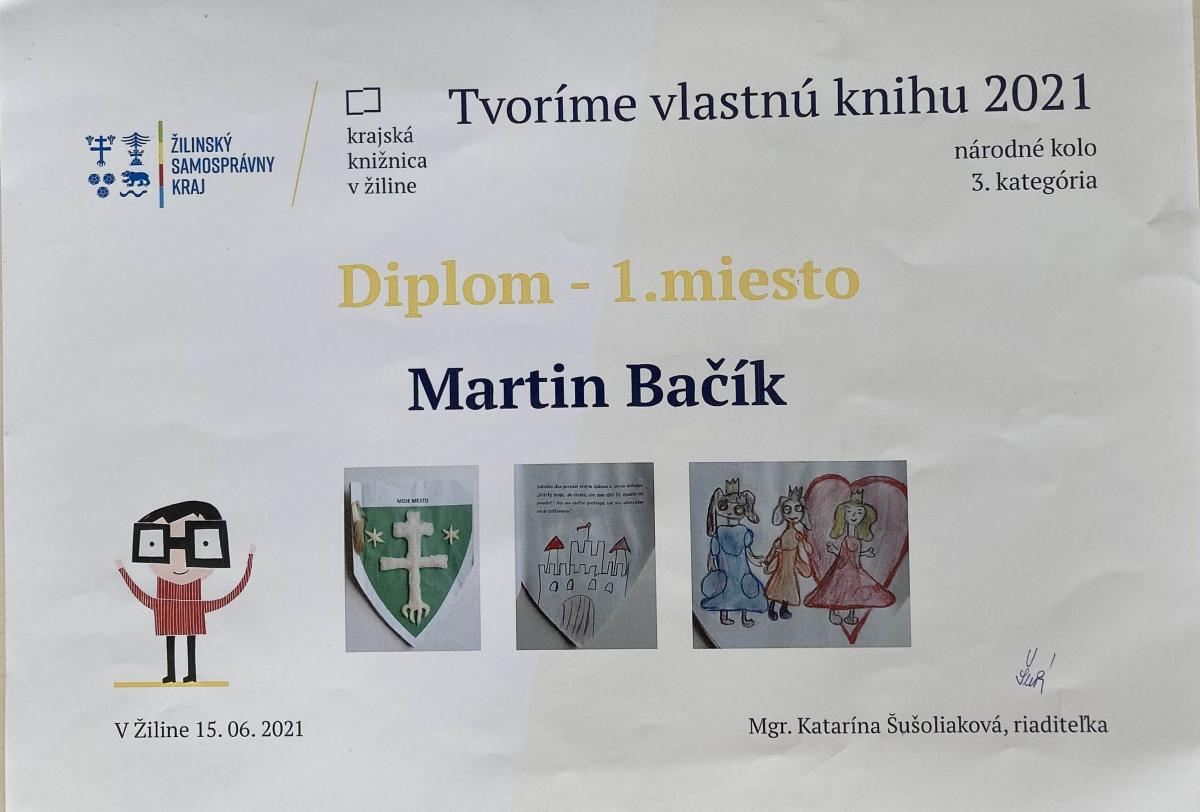 ŽILINSKÝ
SAMOSPRÁVNY
KRAJ
krajská
knižnica
v žiline
Tvoríme vlastnú knihu 2021
národné kolo
3. kategória
Diplom - 1.miesto
Martin Bačík
MOJE MESTO
V Žiline 15. 06. 2021
Mgr. Katarína Šušoliaková, riaditeľka